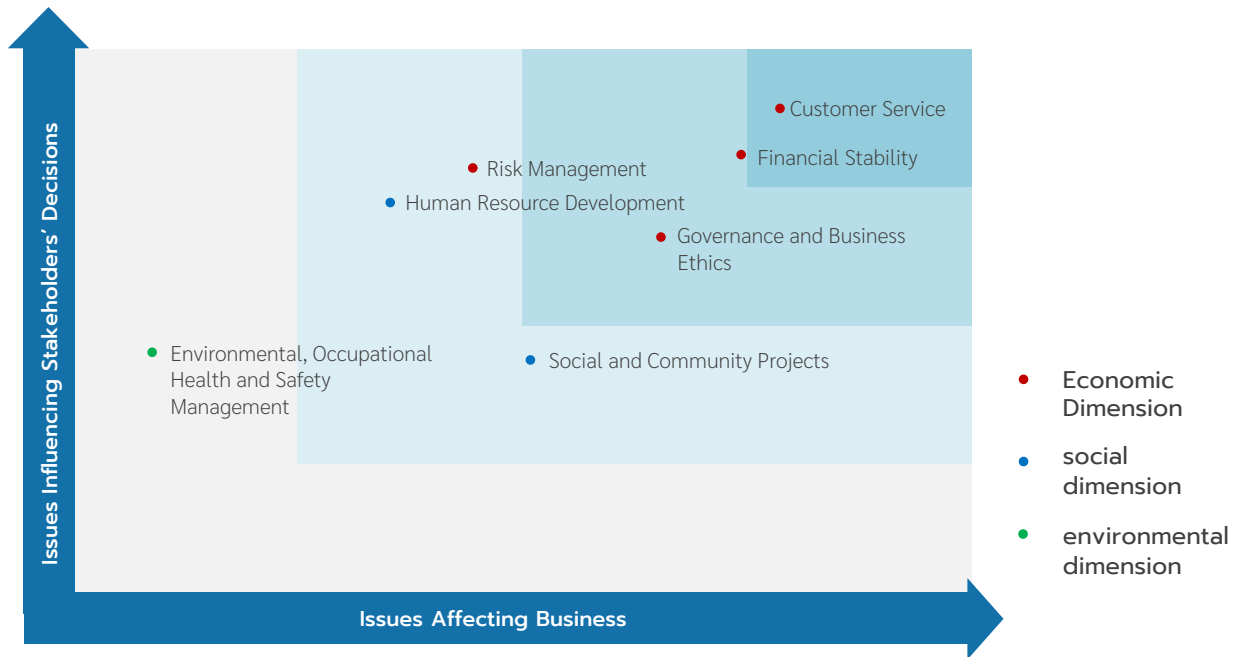 Issues Influencing Stakeholders’ Decisions
Customer Service
Financial Stability
Risk Management
Human Resource Development
Governance and Business
Ethics
Environmental, Occupational
Health and Safety
Management
Social and Community Projects
Economic
Dimension
social
dimension
environmental
dimension
Issues Affecting Business